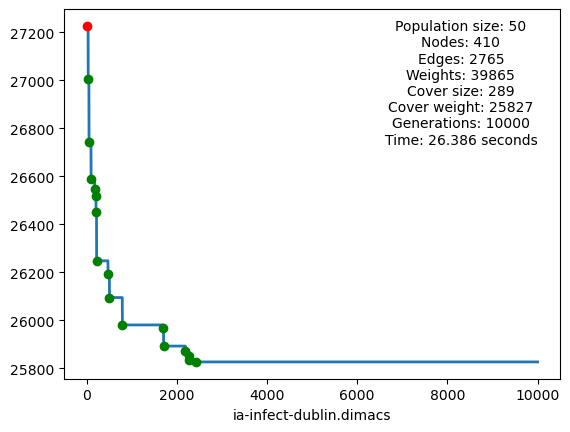 Population size: 50
Nodes: 410
Edges: 2765
Weights: 39865
Cover size: 289
Cover weight: 25827
Generations: 10000
Time: 26.386 seconds
27200
27000
26800
26600
26400
26200
26000
25800
0 2000 4000 6000 8000 10000
ia-infect-dublin.dimacs